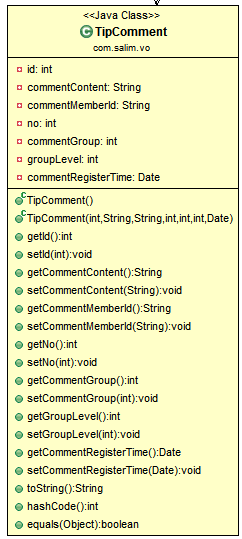 <<Java Class>>
TipComment
com.salim.vo
id: int
commentContent: String
commentMemberId: String
no: int
commentGroup: int
groupLevel: int
commentRegisterTime: Date
TipComment()
TipComment(int,String,String,int,int,int,Date)
getId():int
setId(int):void
getCommentContent():String
setCommentContent(String):void
getCommentMemberId():String
setCommentMemberId(String):void
getNo():int
setNo(int):void
getCommentGroup():int
setCommentGroup(int):void
getGroupLevel():int
setGroupLevel(int):void
getCommentRegisterTime():Date
setCommentRegisterTime(Date):void
toString():String
hashCode():int
equals(Object):boolean